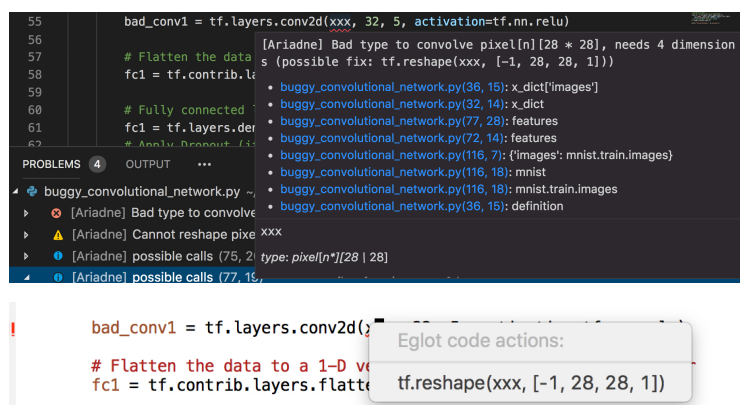 55 bad_conv1 = tf.layers.conv2d(xxx, 32, 5, activation=tf.nn.relu)
56
57 # Flatten the data
58 fc1 = tf.contrib.la
59
60 # Fully connected
61 fc1 = tf.layers.der
62 # Apply Dropout (i
[Ariadne] Bad type to convolve pixel[n][28 * 28], needs 4 dimension
s (possible fix: tf.reshape(xxx, [-1, 28, 28, 1]))
• buggy_convolutional_network.py(36, 15): x_dict['images']
• buggy_convolutional_network.py(32, 14): x_dict
• buggy_convolutional_network.py(77, 28): features
• buggy_convolutional_network.py(72, 14): features
• buggy_convolutional_network.py(116, 7): {'images': mnist.train.images}
• buggy_convolutional_network.py(116, 18): mnist
• buggy_convolutional_network.py(116, 18): mnist.train.images
• buggy_convolutional_network.py(36, 15): definition
xxx
type: pixel[n*][28 | 28]
PROBLEMS 4 OUTPUT •••
buggy_convolutional_network.py ~
[Ariadne] Bad type to convolve
[Ariadne] Cannot reshape pixe
[Ariadne] possible calls (75, 2
[Ariadne] possible calls (77, 19)
! bad_conv1 = tf.layers.conv2d(x
# Flatten the data to a 1-D ve
fc1 = tf.contrib.layers.flatte
Eglot code actions:
tf.reshape(xxx, [-1, 28, 28, 1])